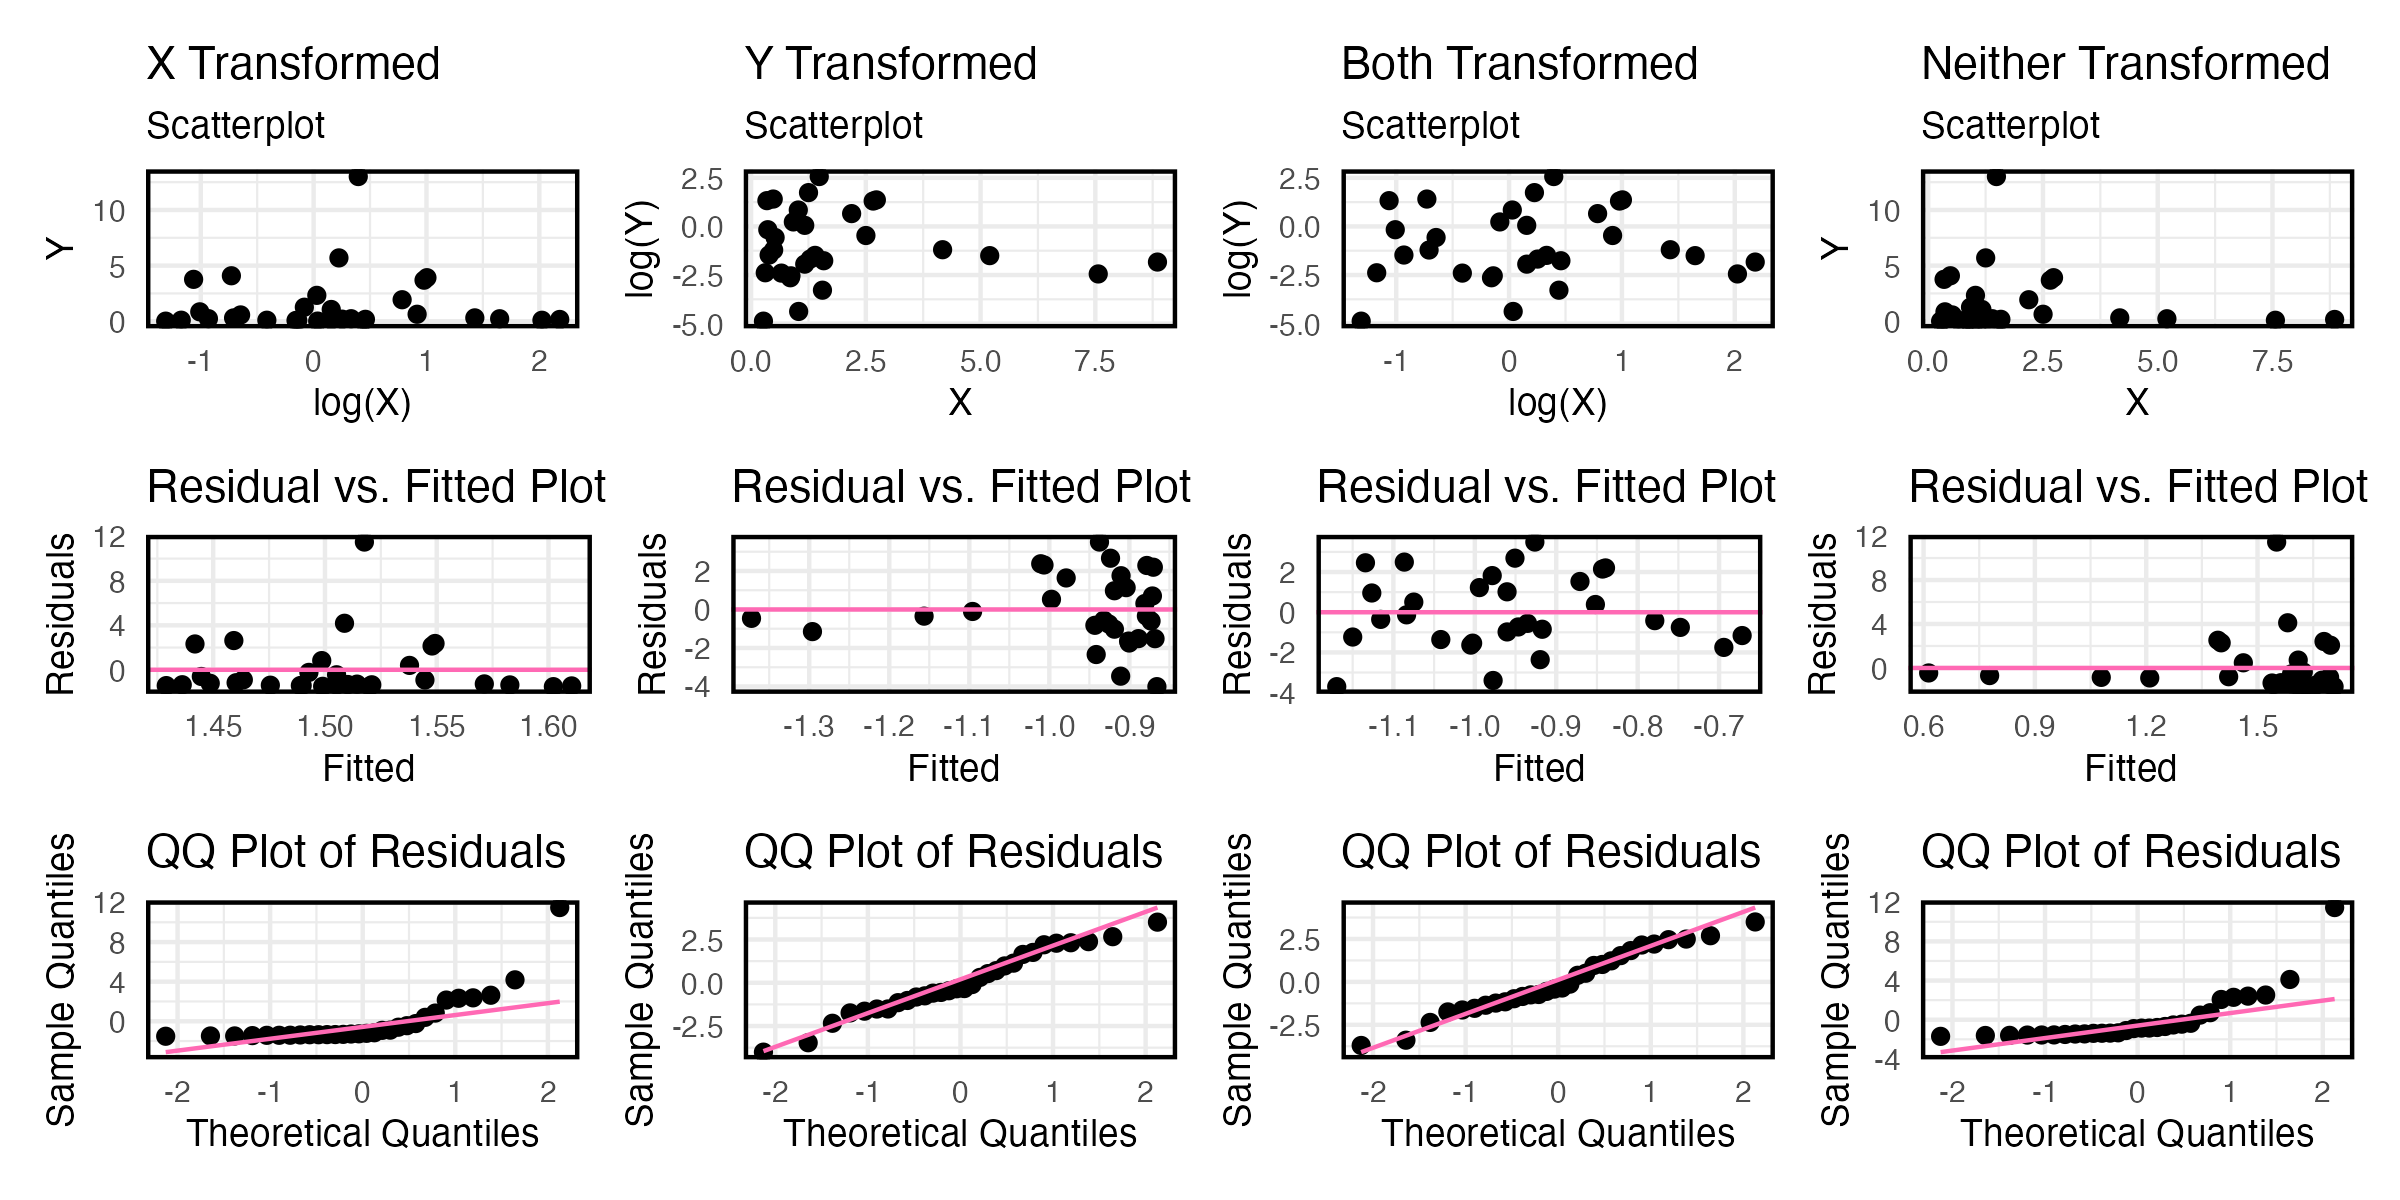 X Transformed
Y Transformed
Both Transformed
Neither Transformed
Scatterplot
Scatterplot
Scatterplot
Scatterplot
Y
10
5
0
-1 0 1 2
log(X)
log(Y)
2.5
0.0
-2.5
-5.0
0.0 2.5 5.0 7.5
X
log(Y)
2.5
0.0
-2.5
-5.0
-1 0 1 2
log(X)
Y
10
5
0
0.0 2.5 5.0 7.5
X
Residual vs. Fitted Plot
Residual vs. Fitted Plot
Residual vs. Fitted Plot
Residual vs. Fitted Plot
Residuals
12
8
4
0
1.45 1.50 1.55 1.60
Fitted
Residuals
2
0
-2
-4
-1.3 -1.2 -1.1 -1.0 -0.9
Fitted
Residuals
2
0
-2
-4
-1.1 -1.0 -0.9 -0.8 -0.7
Fitted
Residuals
12
8
4
0
0.6 0.9 1.2 1.5
Fitted
QQ Plot of Residuals
QQ Plot of Residuals
QQ Plot of Residuals
QQ Plot of Residuals
Sample Quantiles
12
8
4
0
-2 -1 0 1 2
Theoretical Quantiles
Sample Quantiles
2.5
0.0
-2.5
-2 -1 0 1 2
Theoretical Quantiles
Sample Quantiles
2.5
0.0
-2.5
-2 -1 0 1 2
Theoretical Quantiles
Sample Quantiles
12
8
4
0
-4
-2 -1 0 1 2
Theoretical Quantiles